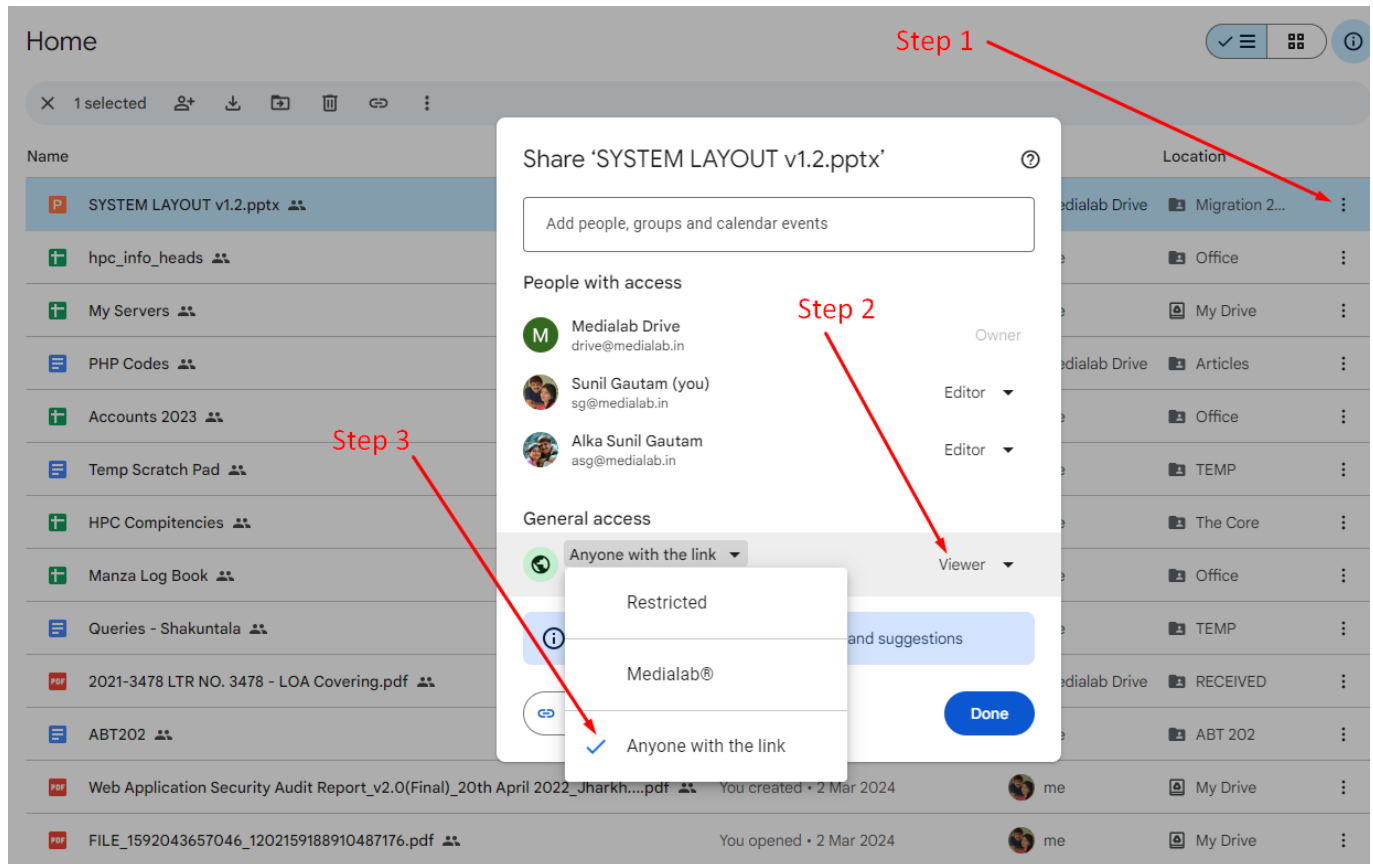 Home
Step 1
1 selected
Name
Location
Share ‘SYSTEM LAYOUT v1.2.pptx’
SYSTEM LAYOUT v1.2.pptx
edialab Drive
Migration 2...
Add people, groups and calendar events
hpc_info_heads
Office
People with access
My Servers
Step 2
My Drive
M
Medialab Drive
drive@medialab.in
Owner
PHP Codes
edialab Drive
Articles
Sunil Gautam (you)
sg@medialab.in
Editor
Accounts 2023
Office
Step 3
Alka Sunil Gautam
asg@medialab.in
Editor
Temp Scratch Pad
TEMP
General access
HPC Compitencies
The Core
Anyone with the link
Viewer
Manza Log Book
Office
Restricted
Queries - Shakuntala
and suggestions
TEMP
Medialab®
PDF
2021-3478 LTR NO. 3478 - LOA Covering.pdf
edialab Drive
RECEIVED
Done
ABT202
ABT 202
Anyone with the link
PDF
Web Application Security Audit Report_v2.0(Final)_20th April 2022_Jharkh....pdf
You created • 2 Mar 2024
me
My Drive
PDF
FILE_1592043657046_1202159188910487176.pdf
You opened • 2 Mar 2024
me
My Drive